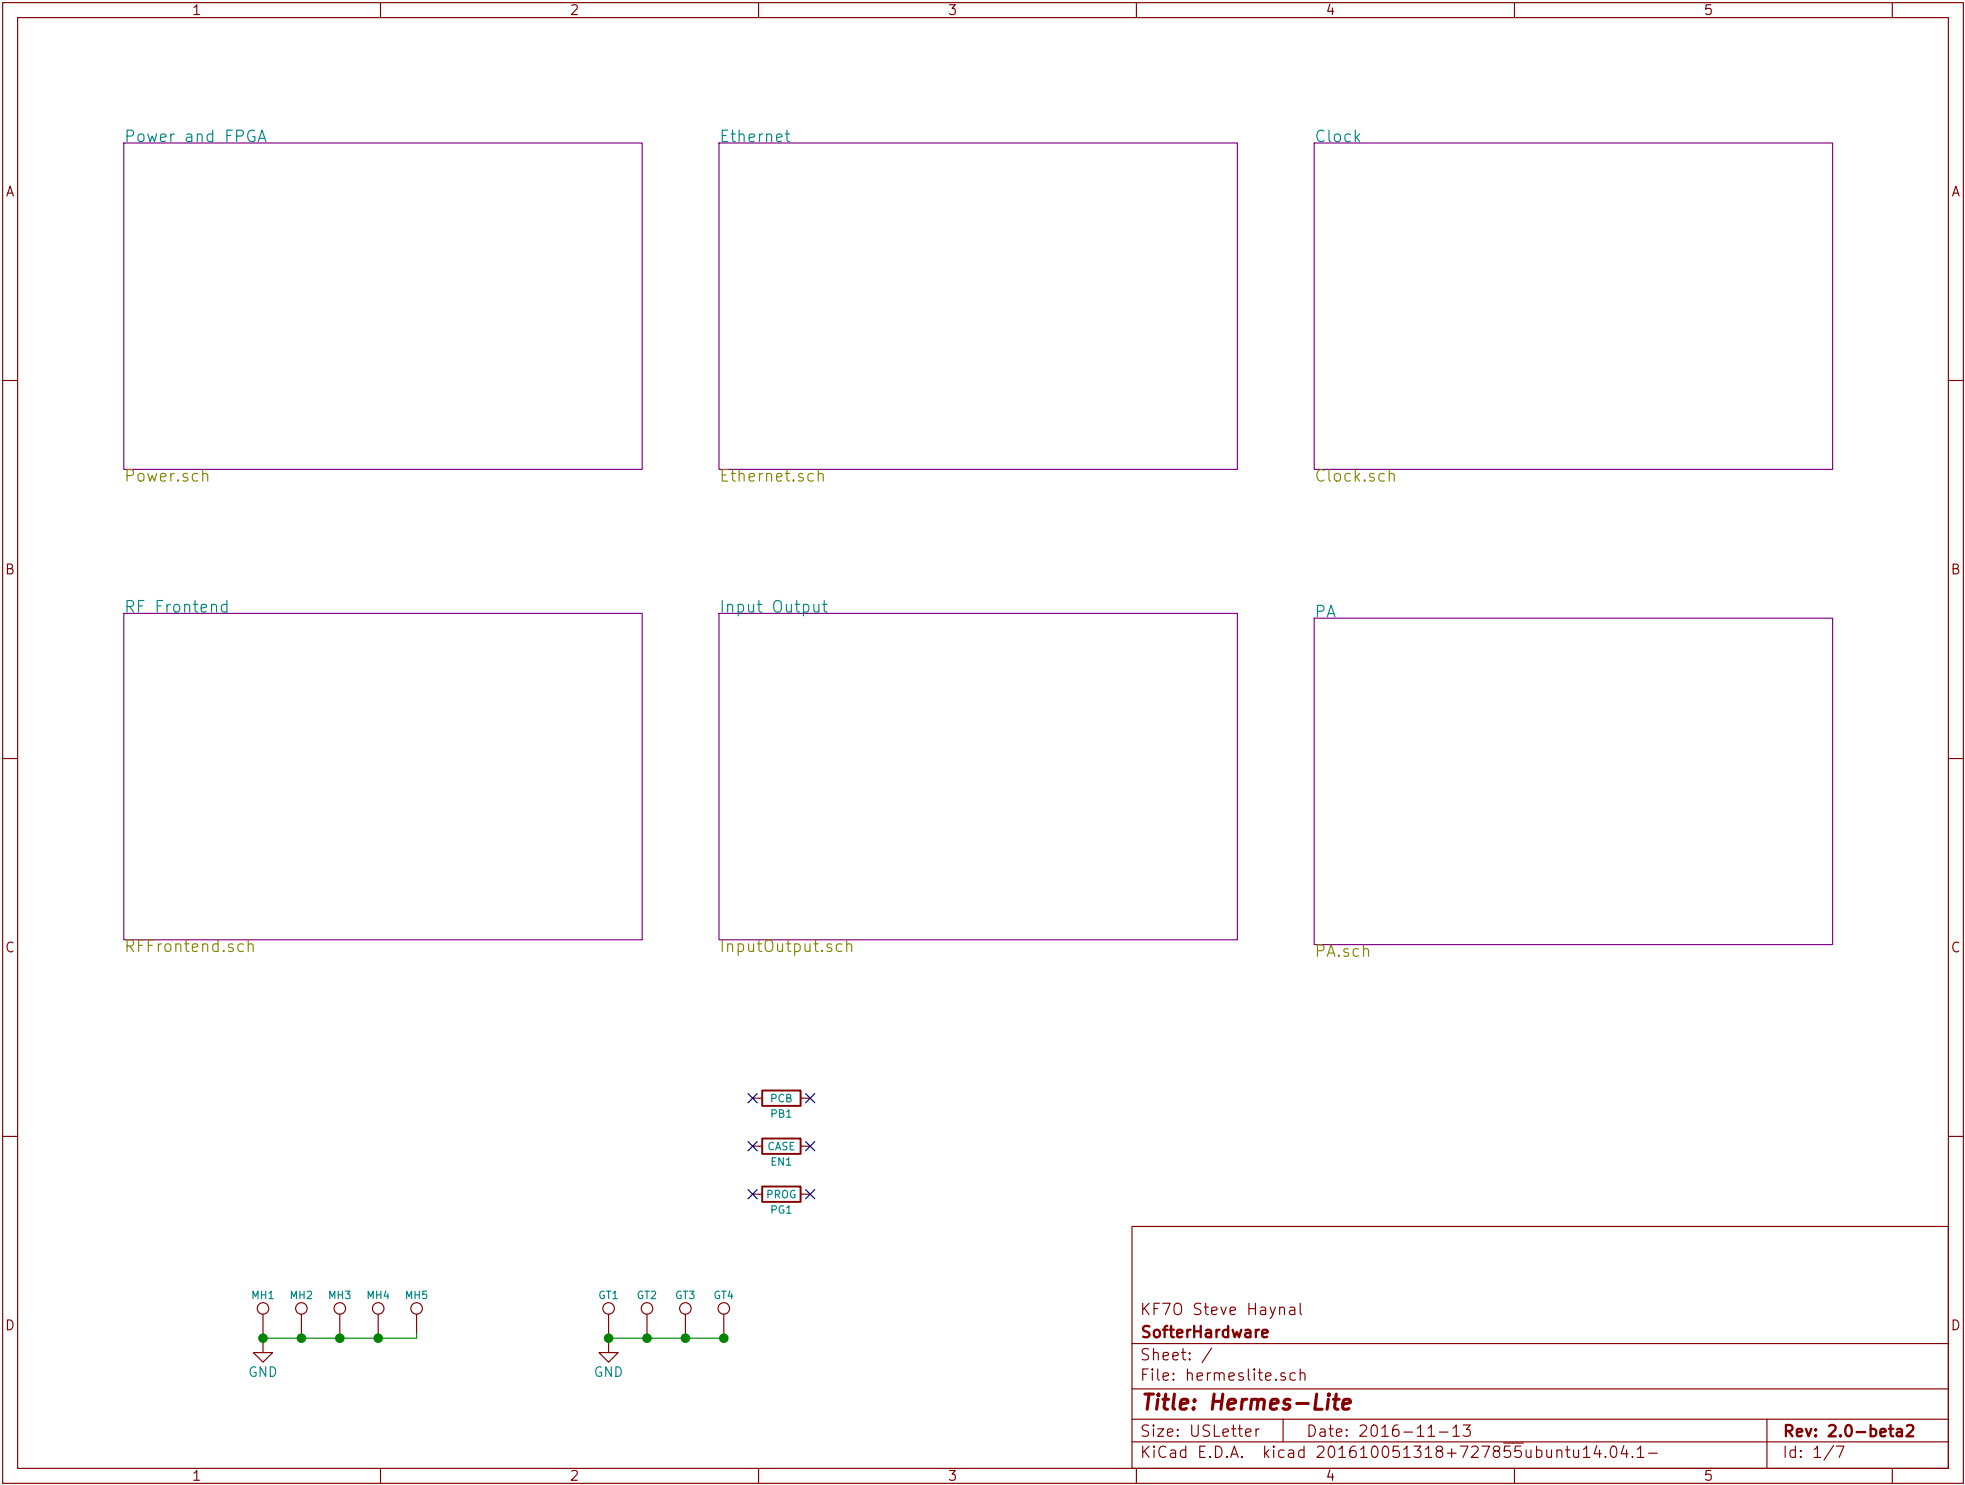 1 2 3 4 5
Power and FPGA
Ethernet
Clock
A
A
Power.sch
Ethernet.sch
Clock.sch
B
B
RF Frontend
Input Output
PA
RFFrontend.sch
InputOutput.sch
PA.sch
C
C
PCB
PB1
CASE
EN1
PROG
PG1
MH1 MH2 MH3 MH4 MH5
GT1 GT2 GT3 GT4
GND
GND
D
D
KF7O Steve Haynal
SofterHardware
Sheet: /
File: hermeslite.sch
Title: Hermes-Lite
Size: USLetter
Date: 2016-11-13
Rev: 2.0-beta2
KiCad E.D.A. kicad 201610051318+727855ubuntu14.04.1-
Id: 1/7
1 2 3 4 5